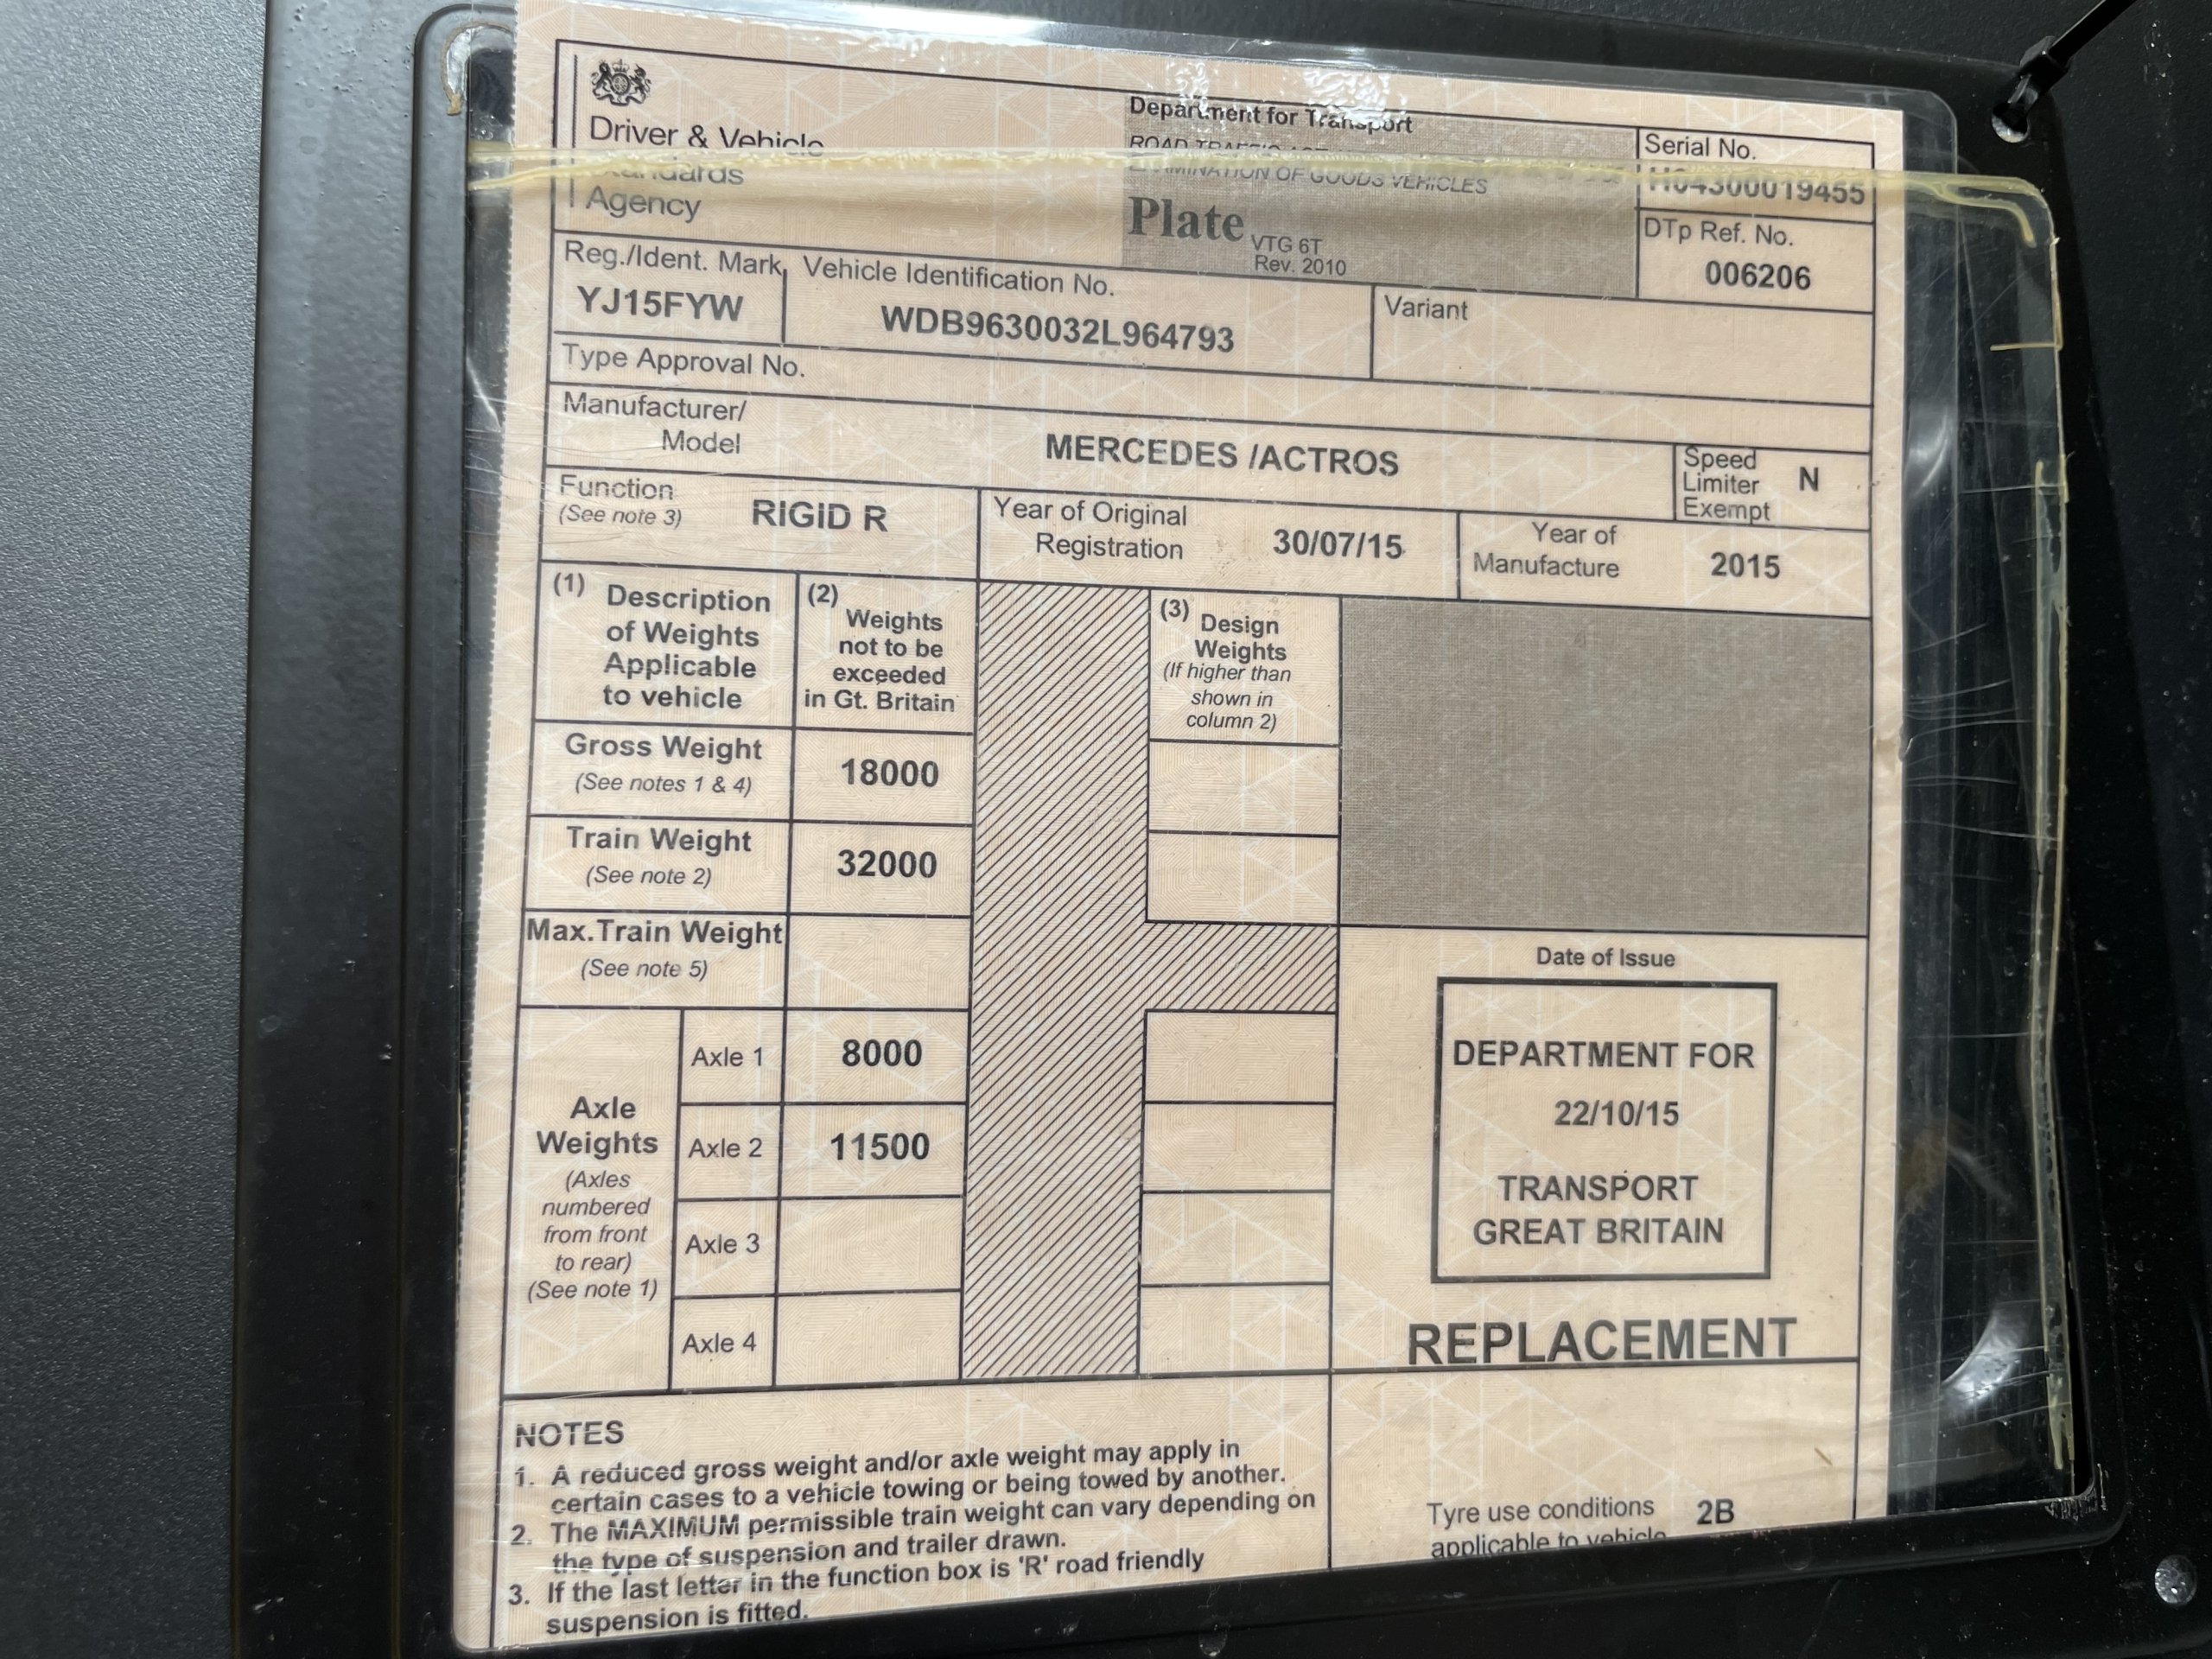 Driver & Vehicle
Standards
Agency
Department for Transport
EXAMINATION OF GOODS VEHICLES
Plate VTG 6T
Rev. 2010
Serial No.
H04300019455
DTp Ref. No.
006206
Reg./Ident. Mark
YJ15FYW
Vehicle Identification No.
WDB9630032L964793
Variant
Type Approval No.
Manufacturer/
Model
MERCEDES /ACTROS
Speed
Limiter
Exempt
N
Function
(See note 3)
RIGID R
Year of Original
Registration
30/07/15
Year of
Manufacture
2015
(1) Description
of Weights
Applicable
to vehicle
(2) Weights
not to be
exceeded
in Gt. Britain
(3) Design
Weights
(If higher than
shown in
column 2)
Gross Weight
(See notes 1 & 4)
18000
Train Weight
(See note 2)
32000
Max.Train Weight
(See note 5)
Axle
Weights
(Axles
numbered
from front
to rear)
(See note 1)
Axle 1
8000
Axle 2
11500
Axle 3
Axle 4
Date of Issue
DEPARTMENT FOR
22/10/15
TRANSPORT
GREAT BRITAIN
REPLACEMENT
NOTES
1. A reduced gross weight and/or axle weight may apply in
certain cases to a vehicle towing or being towed by another.
2. The MAXIMUM permissible train weight can vary depending on
the type of suspension and trailer drawn.
3. If the last letter in the function box is 'R' road friendly
suspension is fitted.
Tyre use conditions
applicable to vehicle
2B